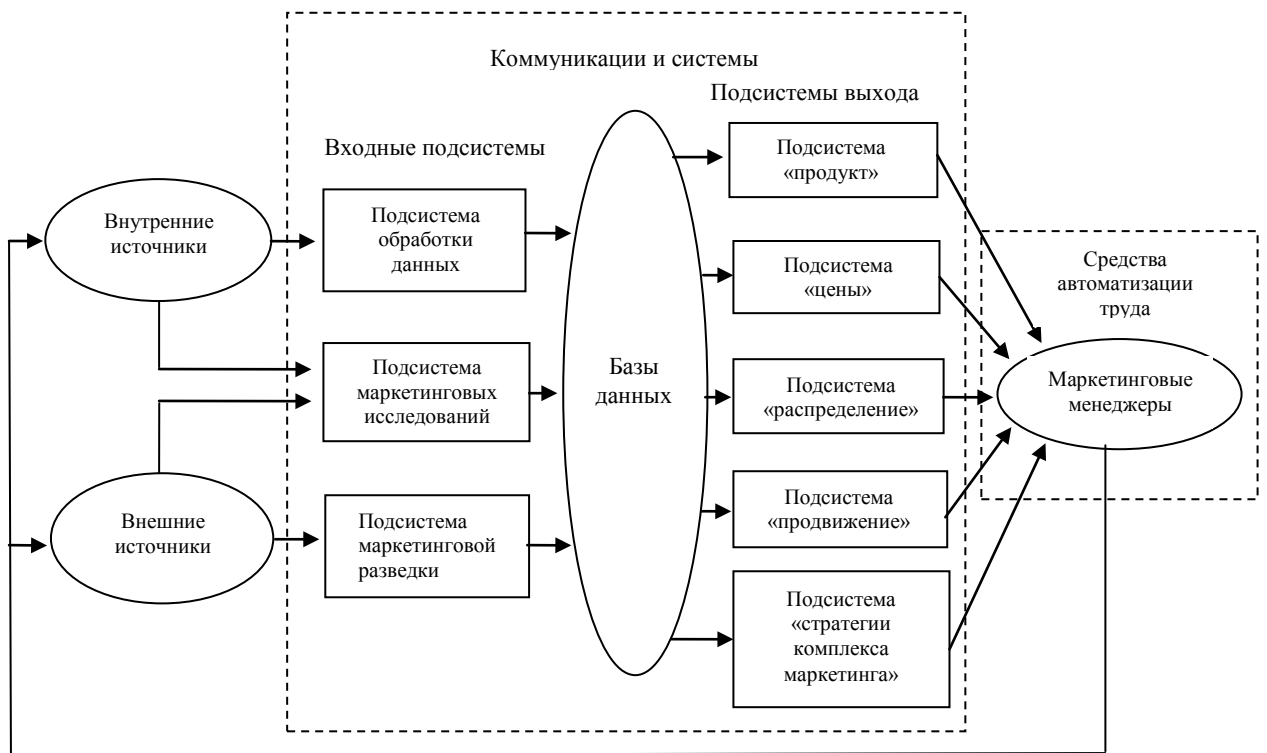 Коммуникации и системы
Подсистемы выхода
Входные подсистемы
Внутренние
источники
Внешние
источники
Подсистема
обработки
данных
Подсистема
маркетинговых
исследований
Подсистема
маркетинговой
разведки
Базы
данных
Подсистема
«продукт»
Подсистема
«цены»
Подсистема
«распределение»
Подсистема
«продвижение»
Подсистема
«стратегии
комплекса
маркетинга»
Средства
автоматизации
труда
Маркетинговые
менеджеры